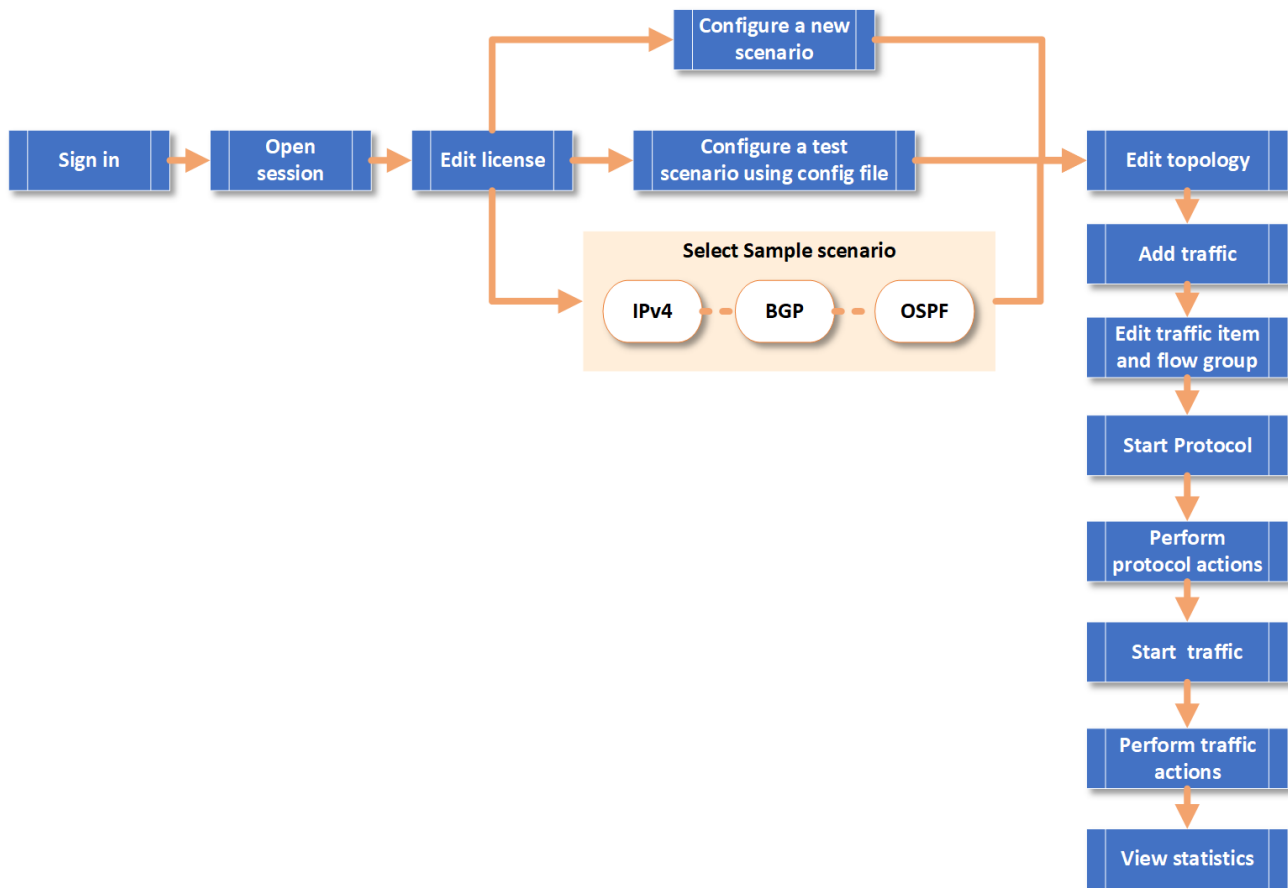 Configure a new
scenario
Sign in
Open
session
Edit license
Configure a test
scenario using config file
Edit topology
Select Sample scenario
IPv4
BGP
OSPF
Add traffic
Edit traffic item
and flow group
Start Protocol
Perform
protocol actions
Start  traffic
Perform traffic
actions
View statistics